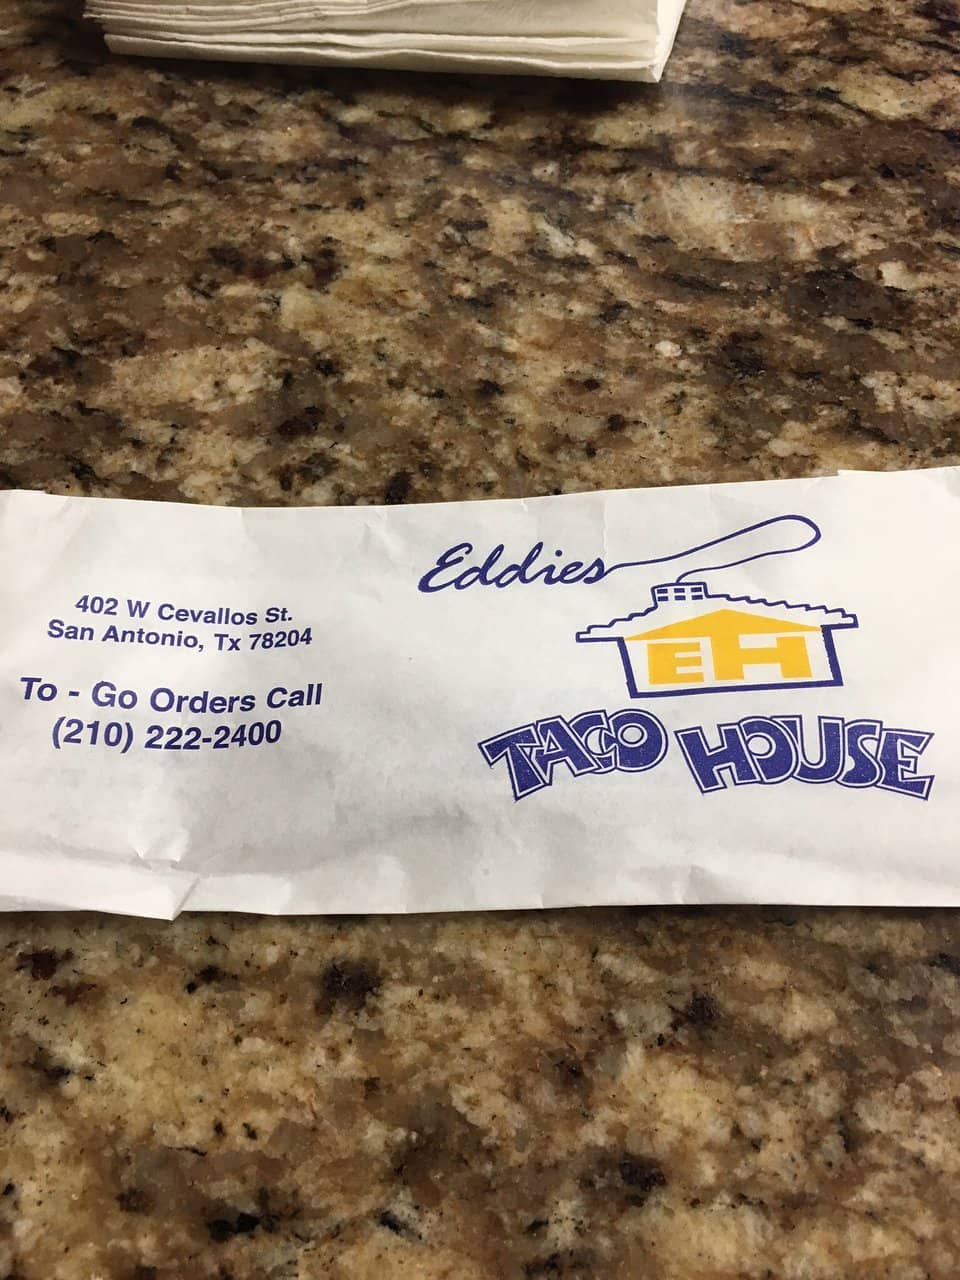 402 W Cevallos St.
San Antonio, Tx 78204
To - Go Orders Call
(210) 222-2400
Eddies
EH
TACO HOUSE